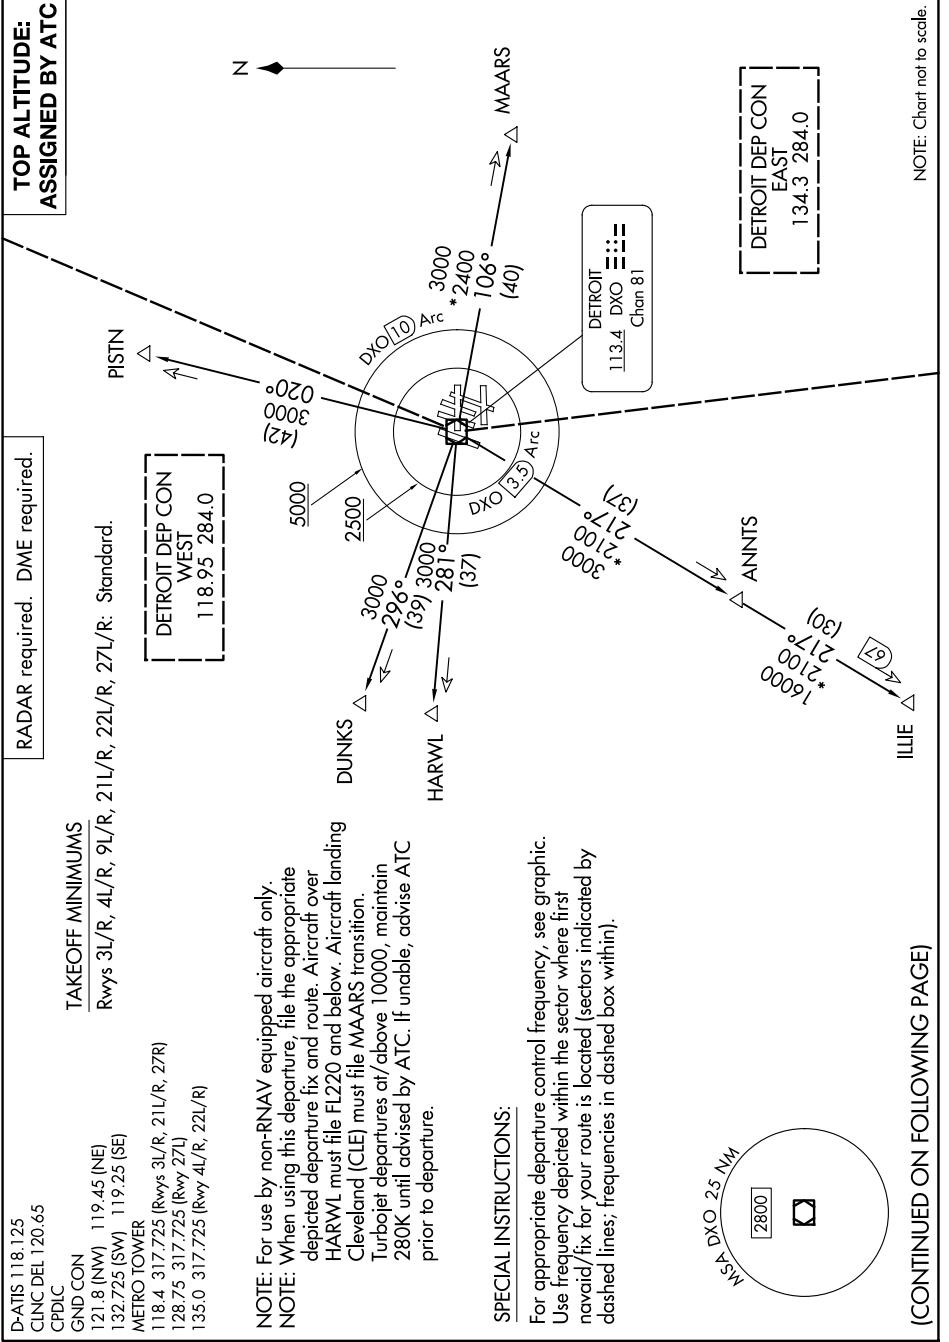 D-ATIS 118.125
CLNC DEL 120.65
CPDLC
GND CON
121.8 (NW) 119.45 (NE)
132.725 (SW) 119.25 (SE)
METRO TOWER
118.4 317.725 (Rwys 3L/R, 21L/R, 27R)
128.75 317.725 (Rwy 27L)
135.0 317.725 (Rwy 4L/R, 22L/R)
RADAR required. DME required.
TOP ALTITUDE:
ASSIGNED BY ATC
TAKEOFF MINIMUMS
Rwys 3L/R, 4L/R, 9L/R, 21L/R, 22L/R, 27L/R: Standard.
DETROIT DEP CON
WEST
118.95 284.0
PISTN
020°
3000
(42)
N
NOTE: For use by non-RNAV equipped aircraft only.
NOTE: When using this departure, file the appropriate
depicted departure fix and route. Aircraft over
HARWL must file FL220 and below. Aircraft landing
Cleveland (CLE) must file MAARS transition.
Turbojet departures at/above 10000, maintain
280K until advised by ATC. If unable, advise ATC
prior to departure.
5000
2500
DXO 10 Arc
DXO 3.5 Arc
DUNKS
3000
296°
(39)
HARWL
3000
281°
(37)
3000
*2400
106°
(40)
MAARS
DETROIT
113.4 DXO
Chan 81
3000
*2100
217°
(37)
ANNTS
16000
*2100
217°
(30)
67
ILLIE
DETROIT DEP CON
EAST
134.3 284.0
SPECIAL INSTRUCTIONS:
For appropriate departure control frequency, see graphic.
Use frequency depicted within the sector where first
navaid/fix for your route is located (sectors indicated by
dashed lines; frequencies in dashed box within).
MSA DXO 25 NM
2800
NOTE: Chart not to scale.
(CONTINUED ON FOLLOWING PAGE)